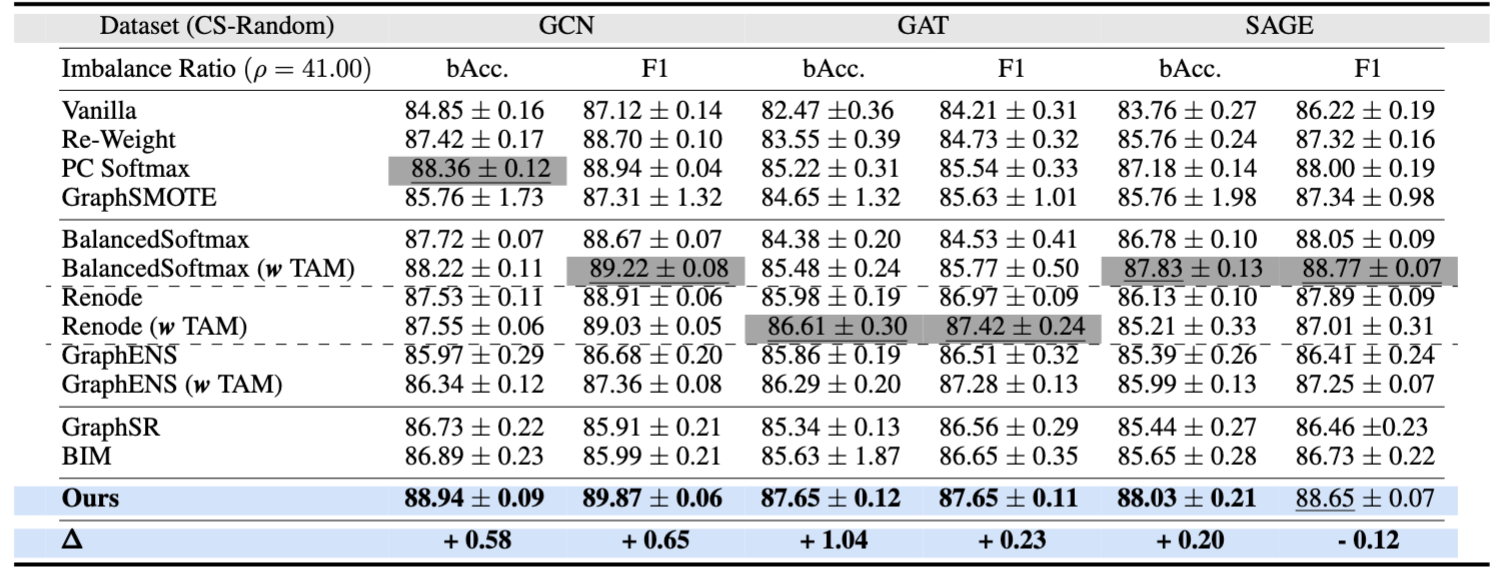 Dataset (CS-Random) GCN GAT SAGE
Imbalance Ratio (ρ = 41.00) bAcc. F1 bAcc. F1 bAcc. F1
Vanilla 84.85 ± 0.16 87.12 ± 0.14 82.47 ±0.36 84.21 ± 0.31 83.76 ± 0.27 86.22 ± 0.19
Re-Weight 87.42 ± 0.17 88.70 ± 0.10 83.55 ± 0.39 84.73 ± 0.32 85.76 ± 0.24 87.32 ± 0.16
PC Softmax 88.36 ± 0.12 88.94 ± 0.04 85.22 ± 0.31 85.54 ± 0.33 87.18 ± 0.14 88.00 ± 0.19
GraphSMOTE 85.76 ± 1.73 87.31 ± 1.32 84.65 ± 1.32 85.63 ± 1.01 85.76 ± 1.98 87.34 ± 0.98
BalancedSoftmax 87.72 ± 0.07 88.67 ± 0.07 84.38 ± 0.20 84.53 ± 0.41 86.78 ± 0.10 88.05 ± 0.09
BalancedSoftmax (w TAM) 88.22 ± 0.11 89.22 ± 0.08 85.48 ± 0.24 85.77 ± 0.50 87.83 ± 0.13 88.77 ± 0.07
Renode 87.53 ± 0.11 88.91 ± 0.06 85.98 ± 0.19 86.97 ± 0.09 86.13 ± 0.10 87.89 ± 0.09
Renode (w TAM) 87.55 ± 0.06 89.03 ± 0.05 86.61 ± 0.30 87.42 ± 0.24 85.21 ± 0.33 87.01 ± 0.31
GraphENS 85.97 ± 0.29 86.68 ± 0.20 85.86 ± 0.19 86.51 ± 0.32 85.39 ± 0.26 86.41 ± 0.24
GraphENS (w TAM) 86.34 ± 0.12 87.36 ± 0.08 86.29 ± 0.20 87.28 ± 0.13 85.99 ± 0.13 87.25 ± 0.07
GraphSR 86.73 ± 0.22 85.91 ± 0.21 85.34 ± 0.13 86.56 ± 0.29 85.44 ± 0.27 86.46 ±0.23
BIM 86.89 ± 0.23 85.99 ± 0.21 85.63 ± 1.87 86.65 ± 0.35 85.65 ± 0.28 86.73 ± 0.22
Ours 88.94 ± 0.09 89.87 ± 0.06 87.65 ± 0.12 87.65 ± 0.11 88.03 ± 0.21 88.65 ± 0.07
Δ + 0.58 + 0.65 + 1.04 + 0.23 + 0.20 - 0.12